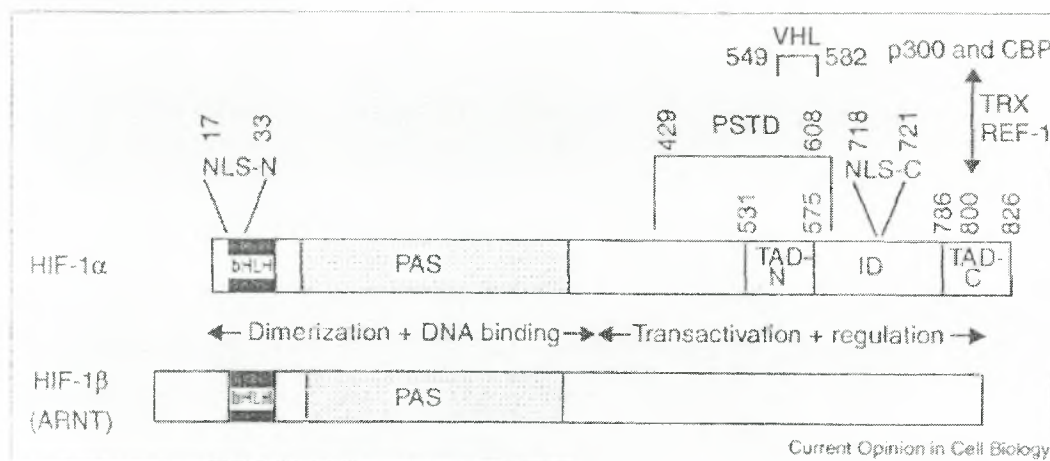 VHL
549 582 p300 and CBP
TRX
REF-1
17 33 429 PSTD 608 718 721
NLS-N NLS-C
531 575 786 800 826
HIF-1α bHLH PAS TAD-N ID TAD-C
Dimerization + DNA binding Transactivation + regulation
HIF-1β bHLH PAS
(ARNT)
Current Opinion in Cell Biology